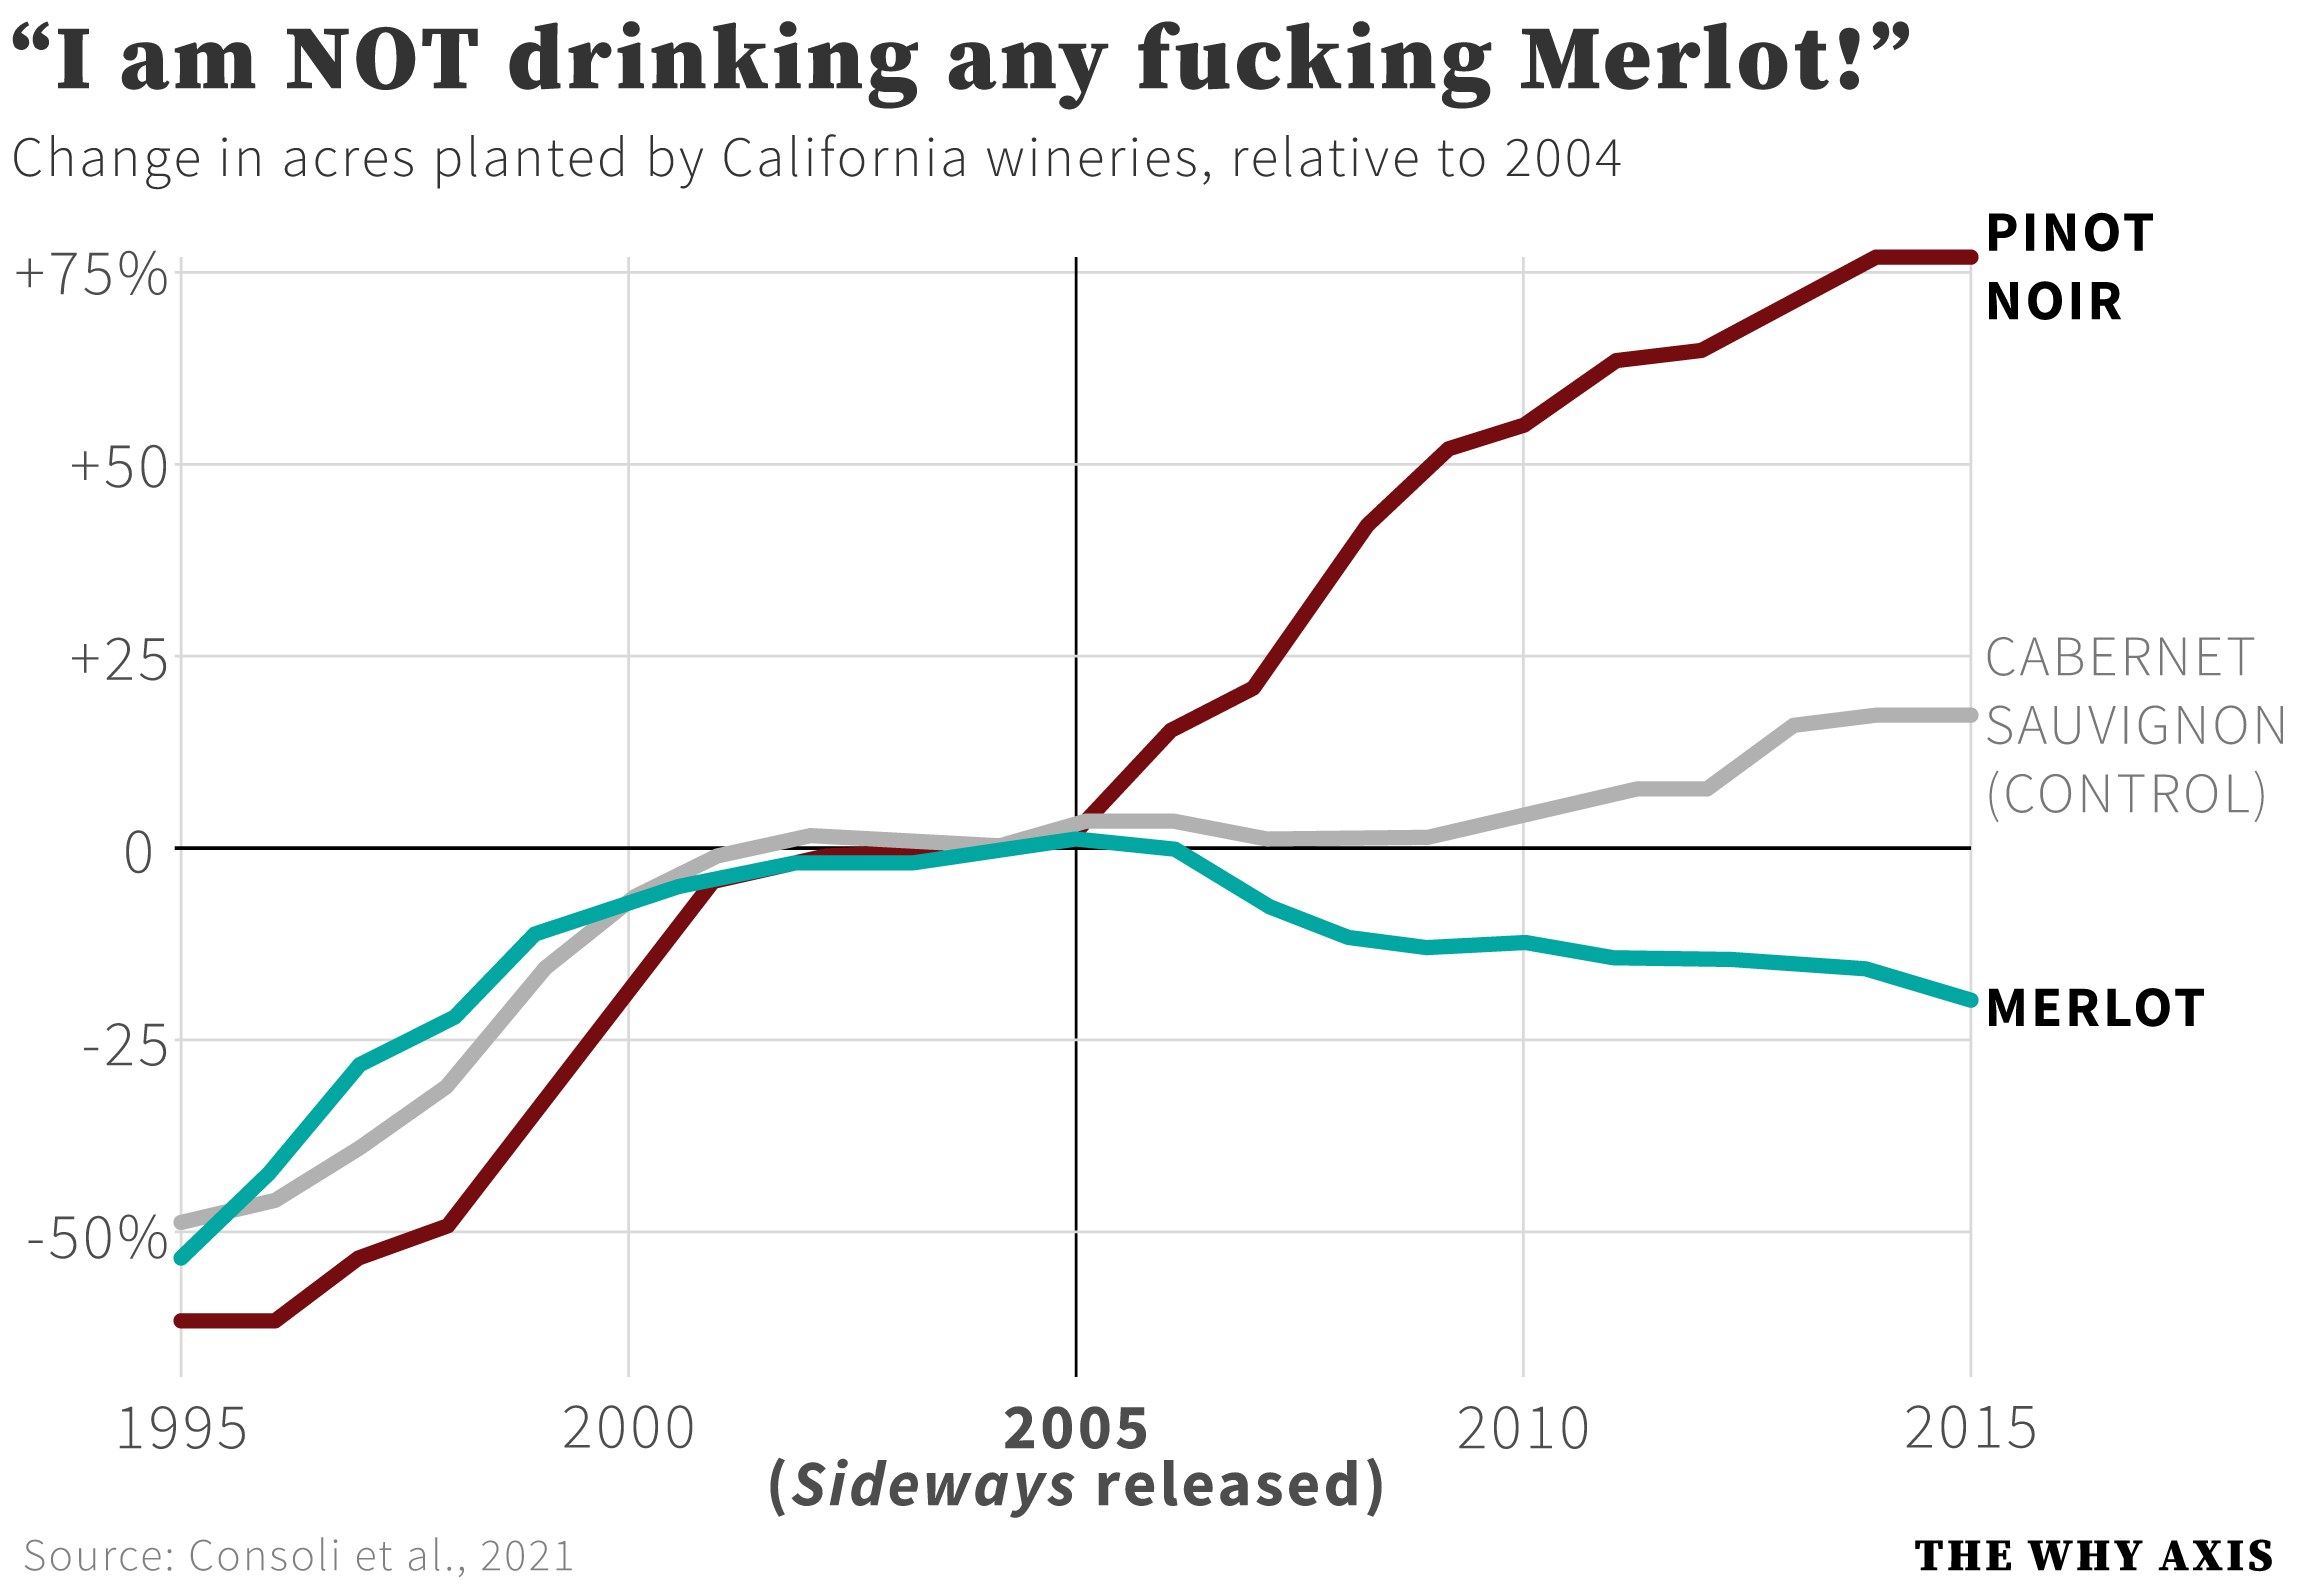 “I am NOT drinking any fucking Merlot!”
Change in acres planted by California wineries, relative to 2004
PINOT
NOIR
+75%
+50
+25
CABERNET
SAUVIGNON
(CONTROL)
0
MERLOT
-25
-50%
1995 2000 2005 2010 2015
(Sideways released)
Source: Consoli et al., 2021
THE WHY AXIS